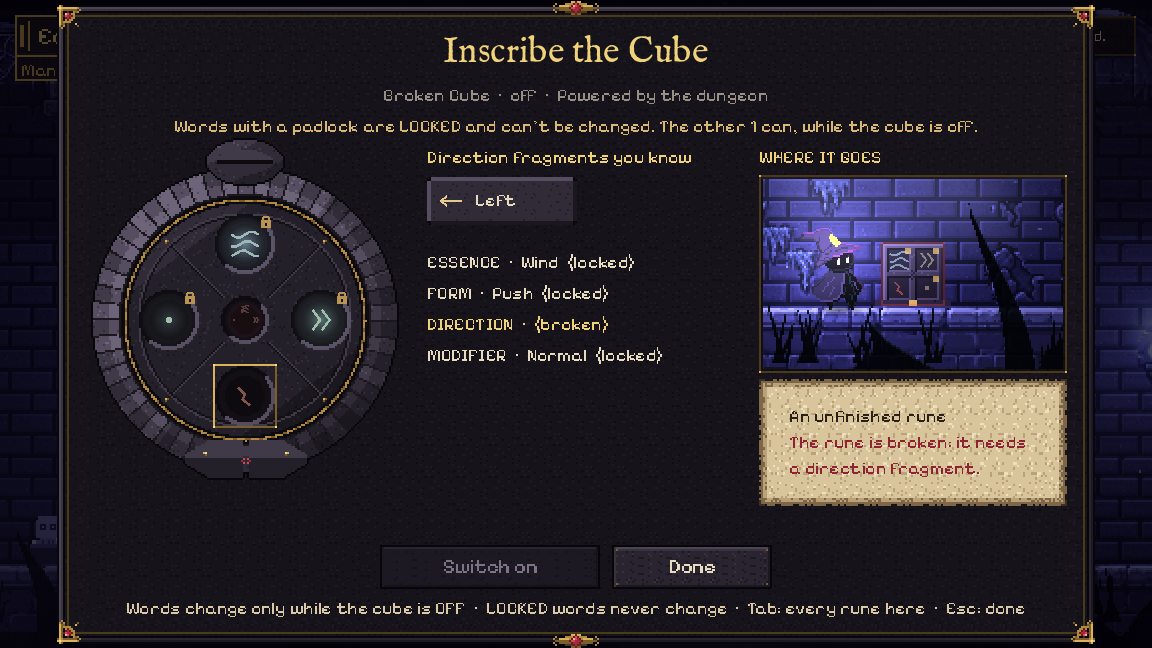 Inscribe the Cube
Broken Cube · off · Powered by the dungeon
Words with a padlock are LOCKED and can't be changed. The other 1 can, while the cube is off.
Direction fragments you know
← Left
ESSENCE · Wind (locked)
FORM · Push (locked)
DIRECTION · (broken)
MODIFIER · Normal (locked)
WHERE IT GOES
An unfinished rune
The rune is broken: it needs
a direction fragment.
Switch on
Done
Words change only while the cube is OFF · LOCKED words never change · Tab: every rune here · Esc: done